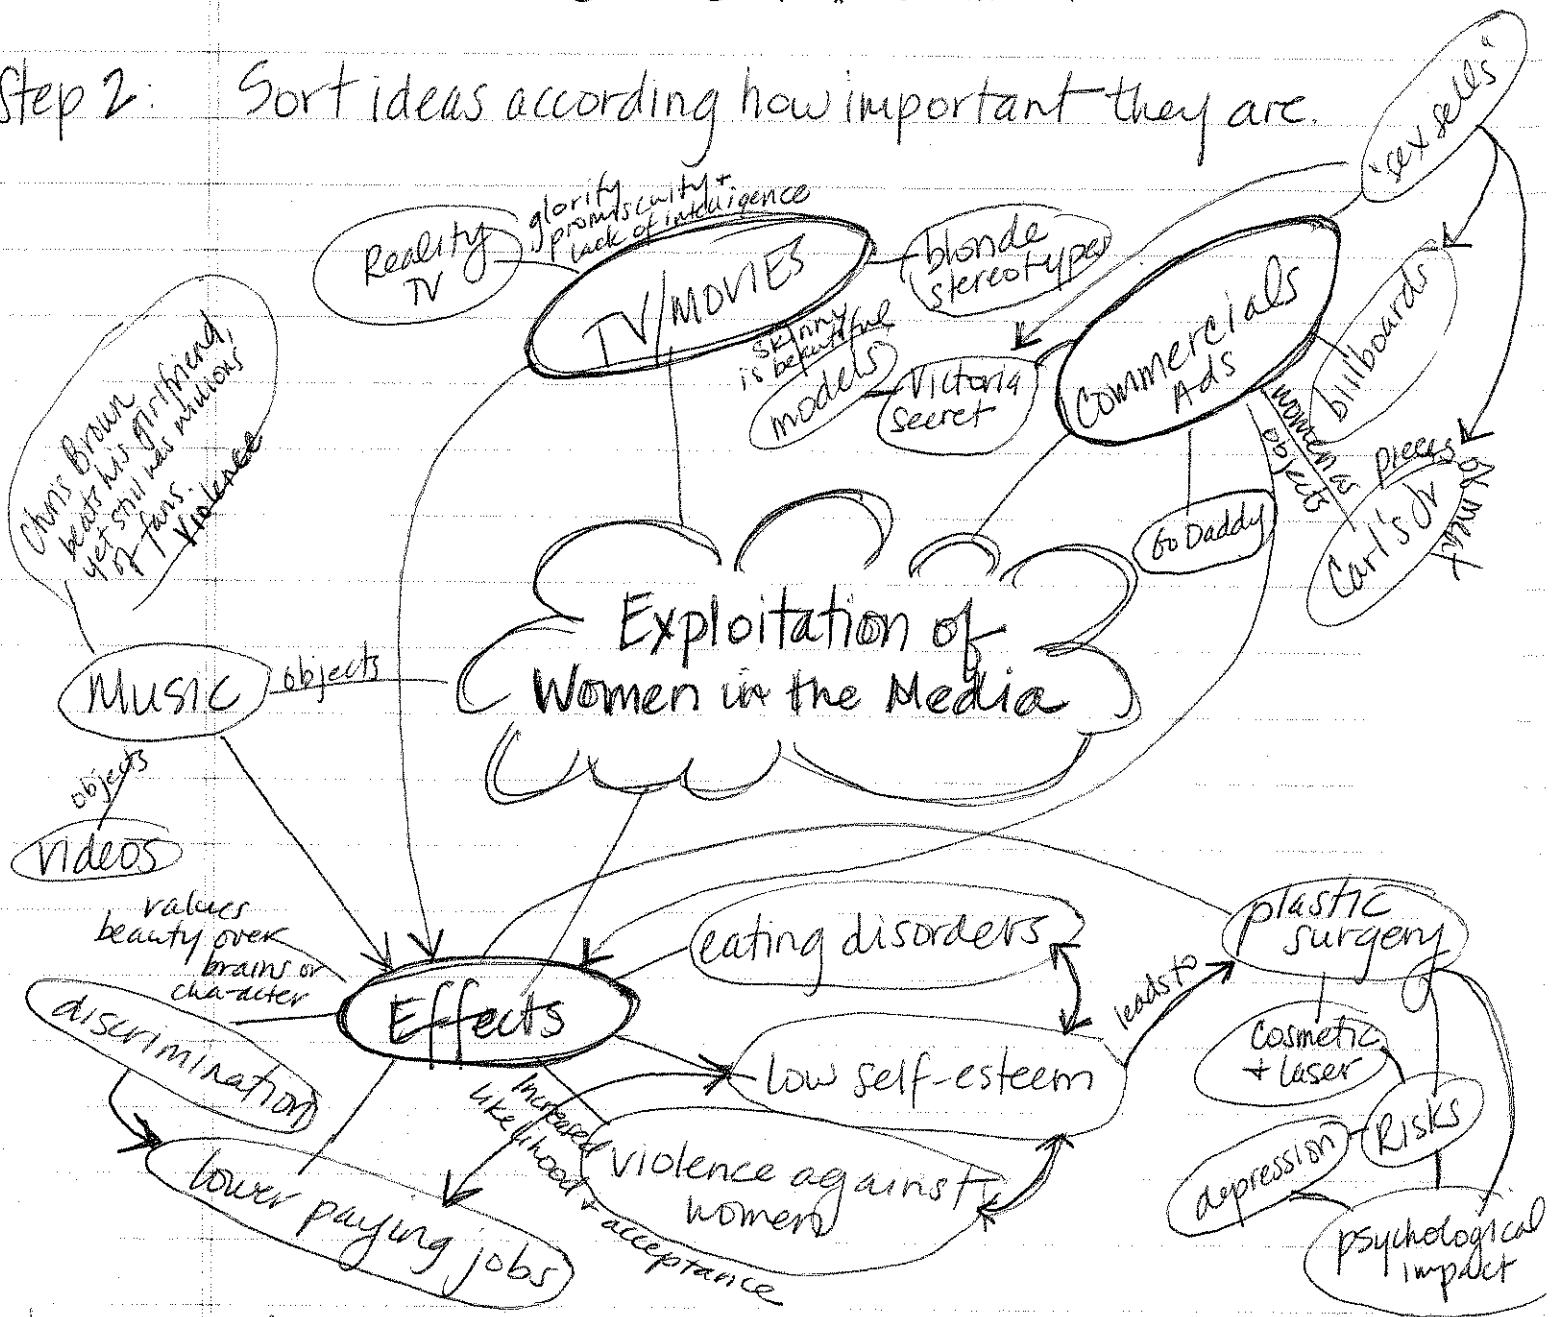 Step 2: Sort ideas according how important they are.
"sex sells"
Reality
TV
glorify
promiscuity +
lack of intelligence
TV/MOVIES
blonde
stereotypes
skinny
is beautiful
models
Victoria
Secret
Commercials
Ads
billboards
women as
objects
pieces of meat
Carl's Jr
Go Daddy
Chris Brown
beats his girlfriend,
yet still has millions
of fans.
Violence
Music
objects
objects
videos
Exploitation of
Women in the Media
values
beauty over
brains or
character
Effects
discrimination
lower paying jobs
eating disorders
low self-esteem
leads to
Increased
likelihood + acceptance
violence against
women
plastic
surgery
Cosmetic
+ laser
Risks
depression
psychological
impact